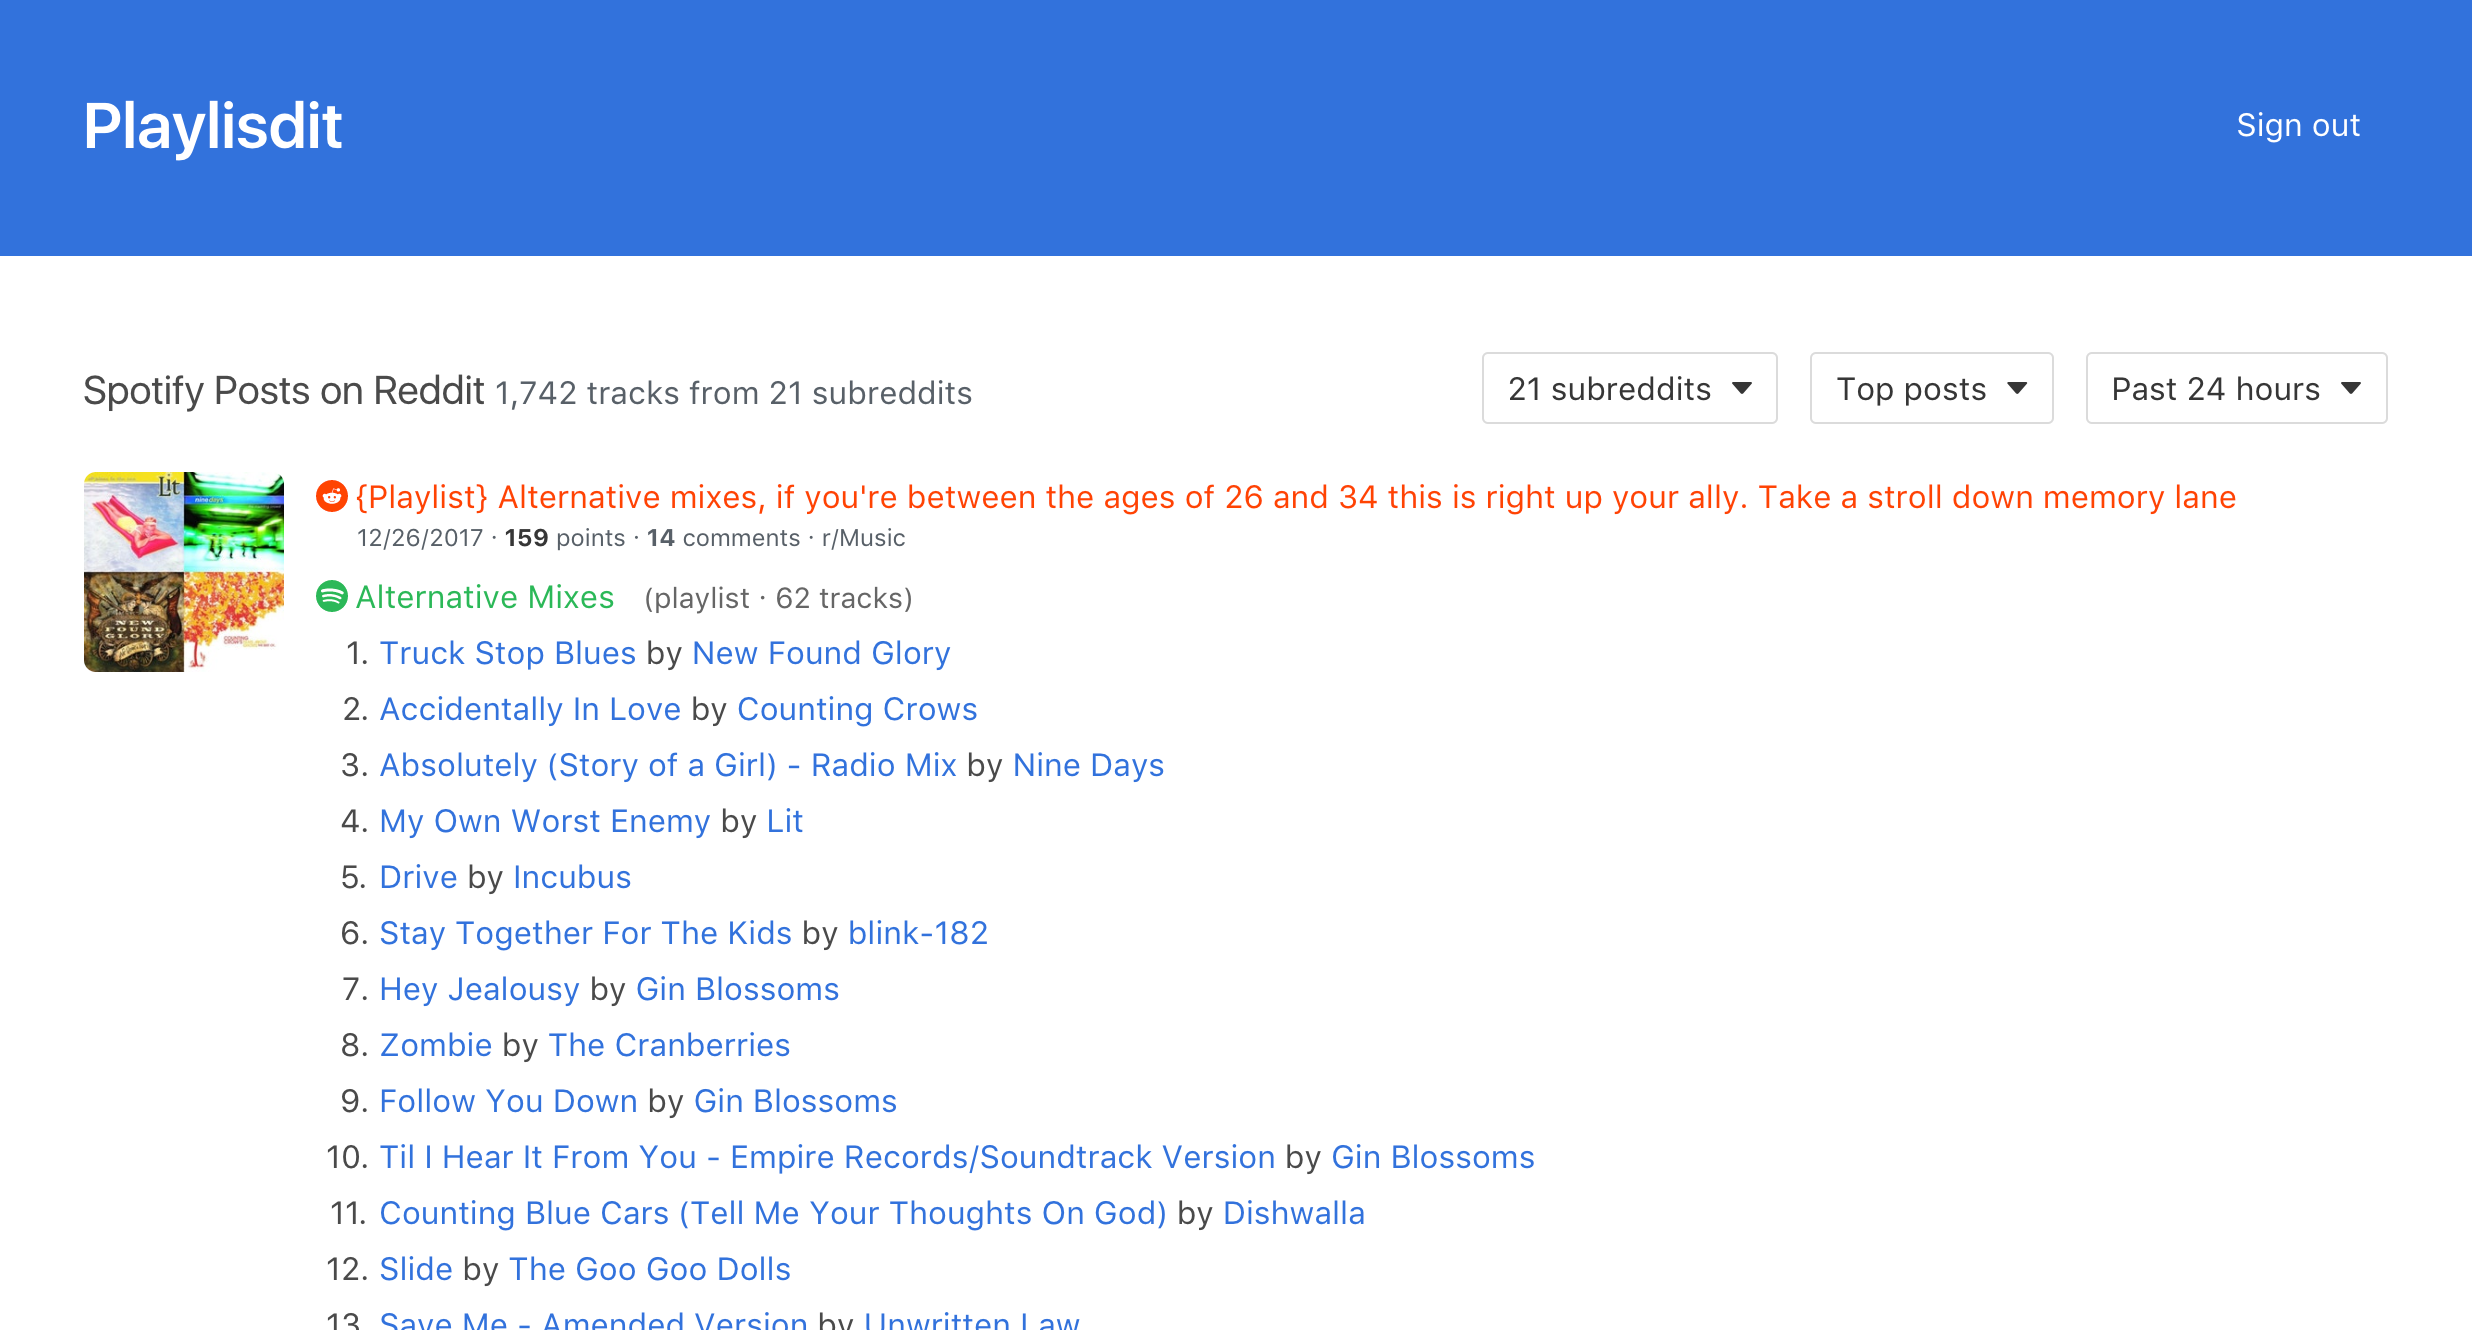 Playlisdit
Sign out
Spotify Posts on Reddit 1,742 tracks from 21 subreddits
21 subreddits
Top posts
Past 24 hours
Lit
nine days
NEW
FOUND
GLORY
COUNTING
CROWS
{Playlist} Alternative mixes, if you're between the ages of 26 and 34 this is right up your ally. Take a stroll down memory lane
12/26/2017 · 159 points · 14 comments · r/Music
Alternative Mixes (playlist · 62 tracks)
1. Truck Stop Blues by New Found Glory
2. Accidentally In Love by Counting Crows
3. Absolutely (Story of a Girl) - Radio Mix by Nine Days
4. My Own Worst Enemy by Lit
5. Drive by Incubus
6. Stay Together For The Kids by blink-182
7. Hey Jealousy by Gin Blossoms
8. Zombie by The Cranberries
9. Follow You Down by Gin Blossoms
10. Til I Hear It From You - Empire Records/Soundtrack Version by Gin Blossoms
11. Counting Blue Cars (Tell Me Your Thoughts On God) by Dishwalla
12. Slide by The Goo Goo Dolls
13. Save Me - Amended Version by Unwritten Law